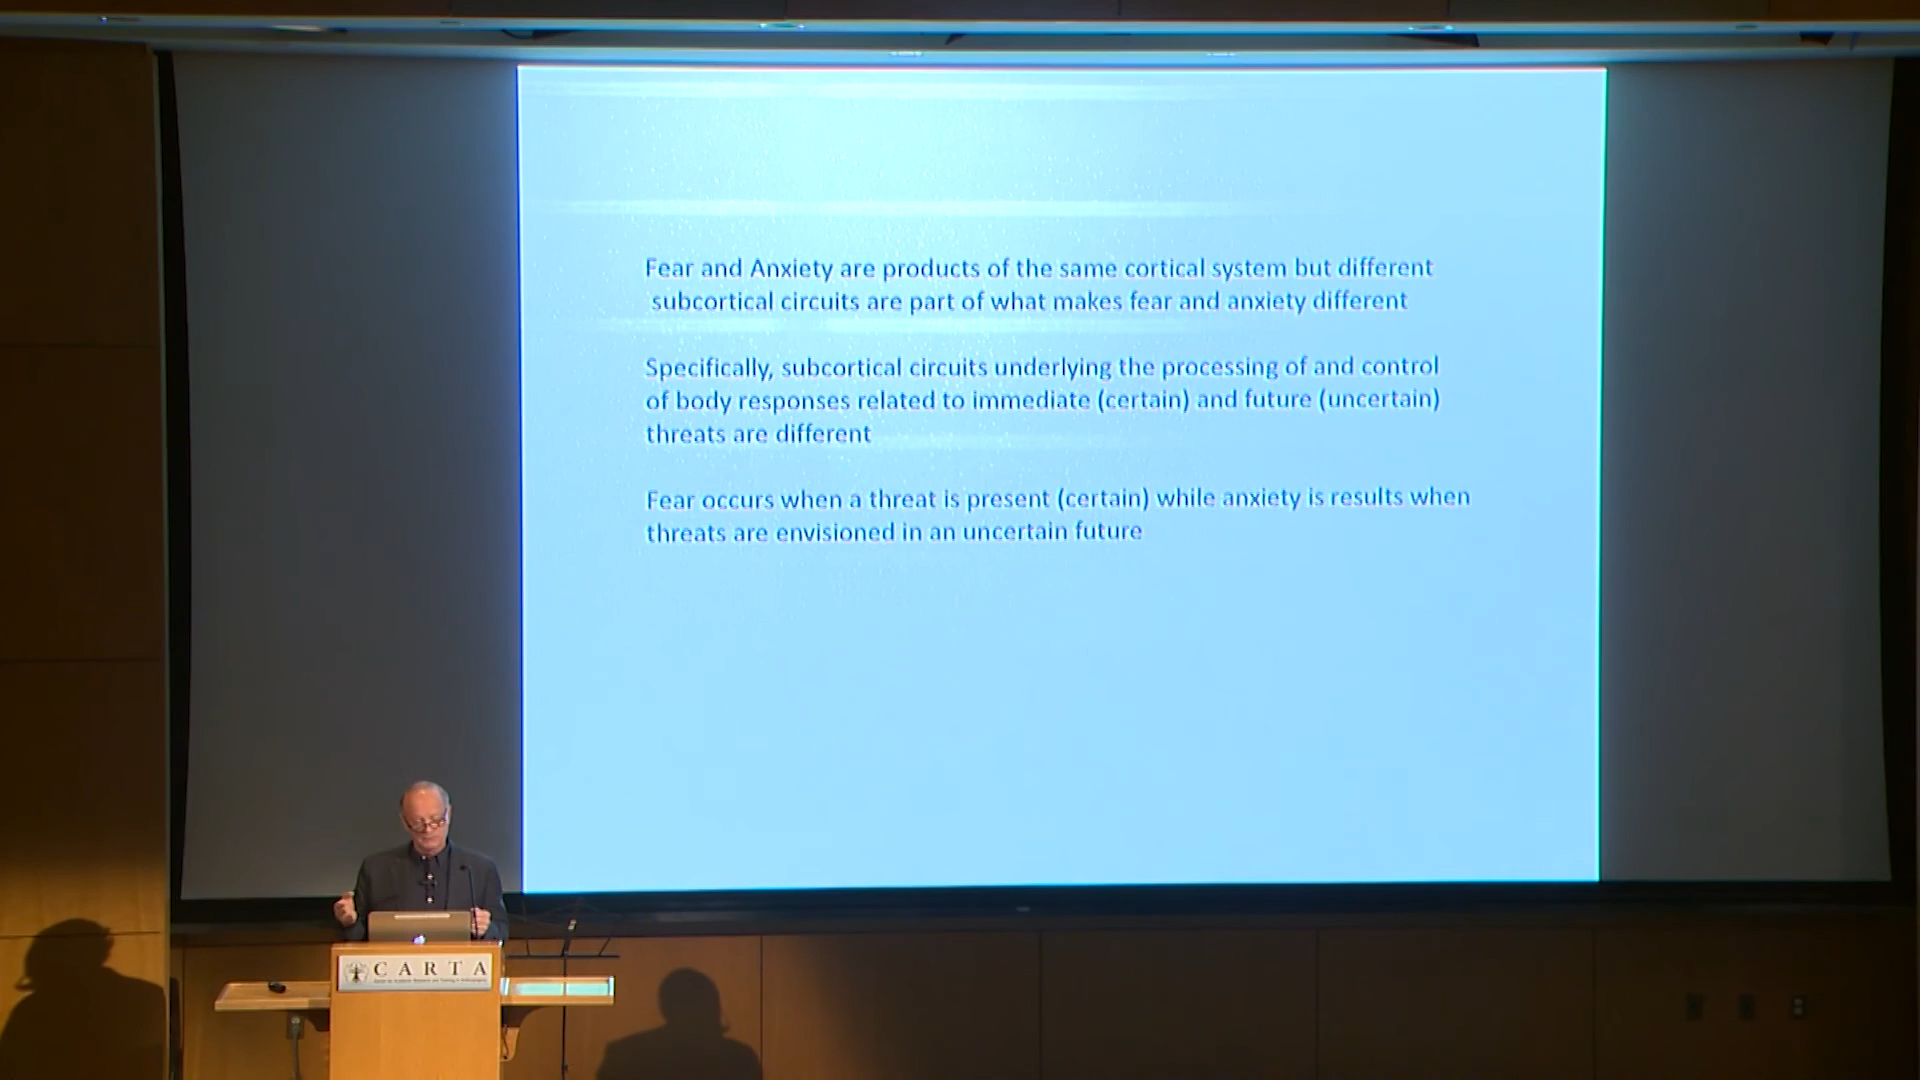 Fear and Anxiety are products of the same cortical system but different
subcortical circuits are part of what makes fear and anxiety different
Specifically, subcortical circuits underlying the processing of and control
of body responses related to immediate (certain) and future (uncertain)
threats are different
Fear occurs when a threat is present (certain) while anxiety is results when
threats are envisioned in an uncertain future
CARTA